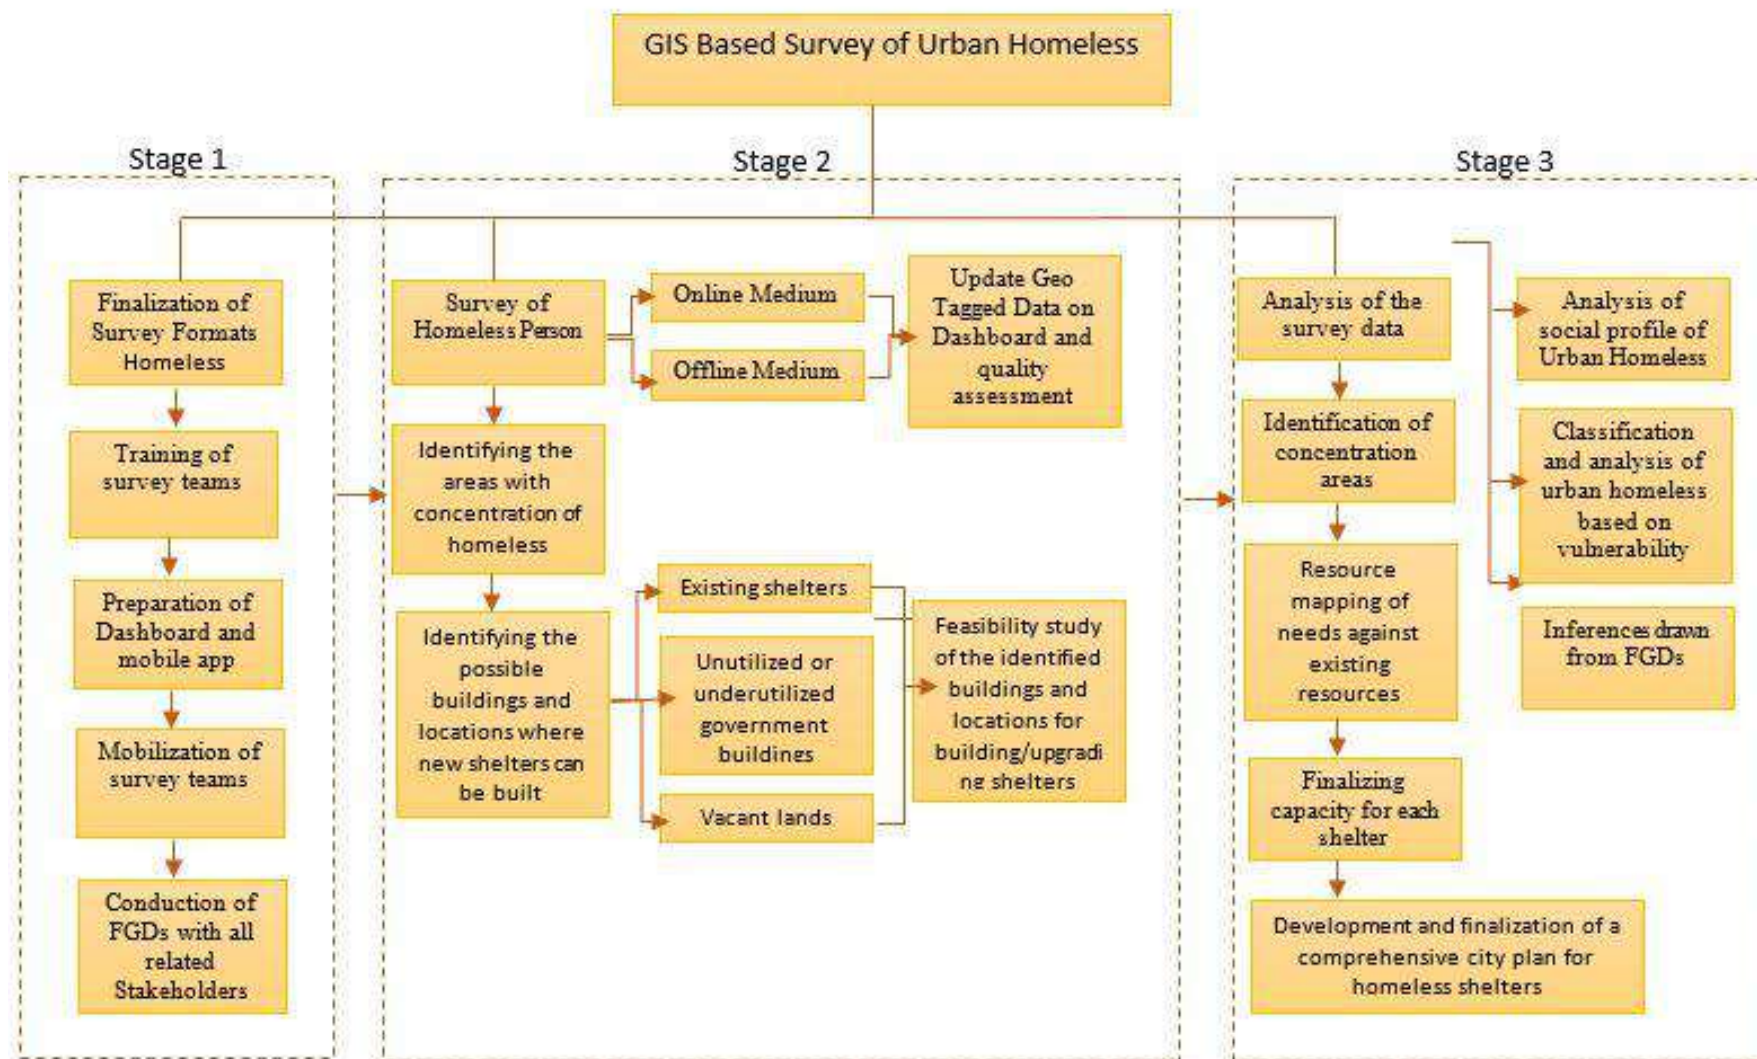 GIS Based Survey of Urban Homeless
Stage 1
Finalization of
Survey Formats
Homeless
Training of
survey teams
Preparation of
Dashboard and
mobile app
Mobilization of
survey teams
Conduction of
FGDs with all
related
Stakeholders
Stage 2
Survey of
Homeless Person
Online Medium
Offline Medium
Update Geo
Tagged Data on
Dashboard and
quality
assessment
Identifying the
areas with
concentration of
homeless
Identifying the
possible
buildings and
locations where
new shelters can
be built
Existing shelters
Unutilized or
underutilized
government
buildings
Vacant lands
Feasibility study
of the identified
buildings and
locations for
building/upgradi
ng shelters
Stage 3
Analysis of the
survey data
Identification of
concentration
areas
Resource
mapping of
needs against
existing
resources
Finalizing
capacity for each
shelter
Development and finalization of a
comprehensive city plan for
homeless shelters
Analysis of
social profile of
Urban Homeless
Classification
and analysis of
urban homeless
based on
vulnerability
Inferences drawn
from FGDs